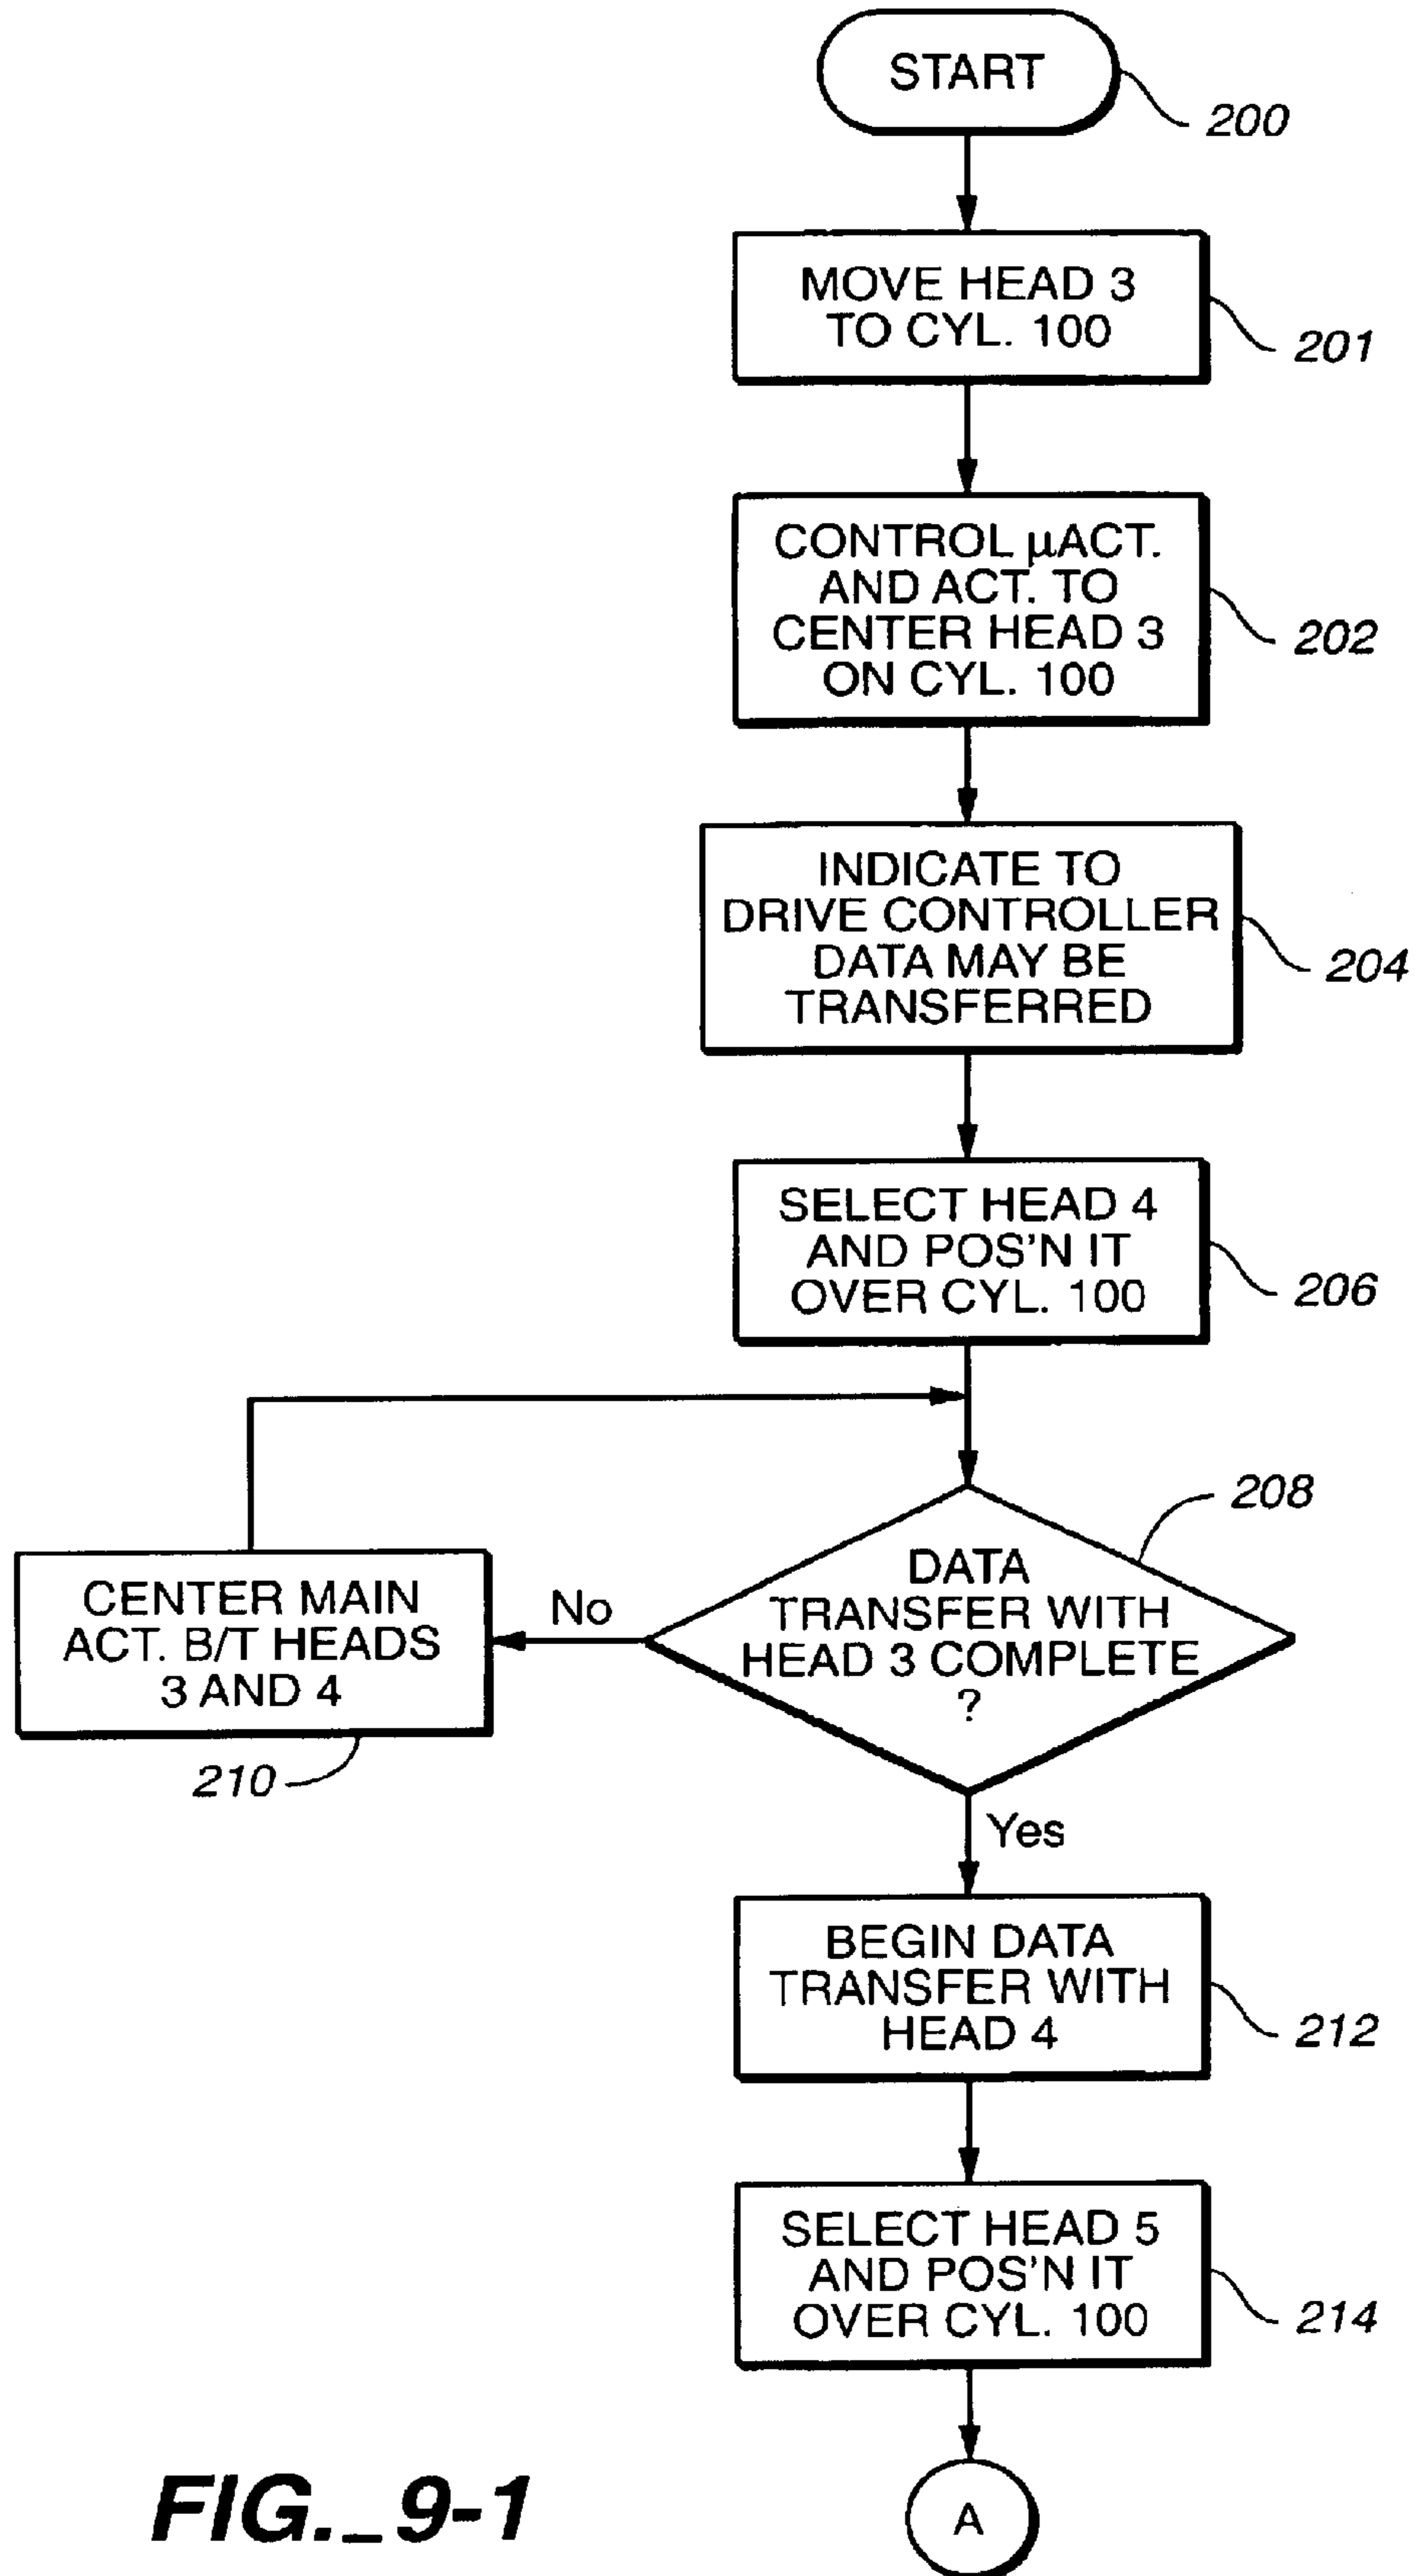 START
200
MOVE HEAD 3
TO CYL. 100
201
CONTROL µACT.
AND ACT. TO
CENTER HEAD 3
ON CYL. 100
202
INDICATE TO
DRIVE CONTROLLER
DATA MAY BE
TRANSFERRED
204
SELECT HEAD 4
AND POS'N IT
OVER CYL. 100
206
208
DATA
TRANSFER WITH
HEAD 3 COMPLETE
?
No
CENTER MAIN
ACT. B/T HEADS
3 AND 4
210
Yes
BEGIN DATA
TRANSFER WITH
HEAD 4
212
SELECT HEAD 5
AND POS'N IT
OVER CYL. 100
214
A
FIG._9-1